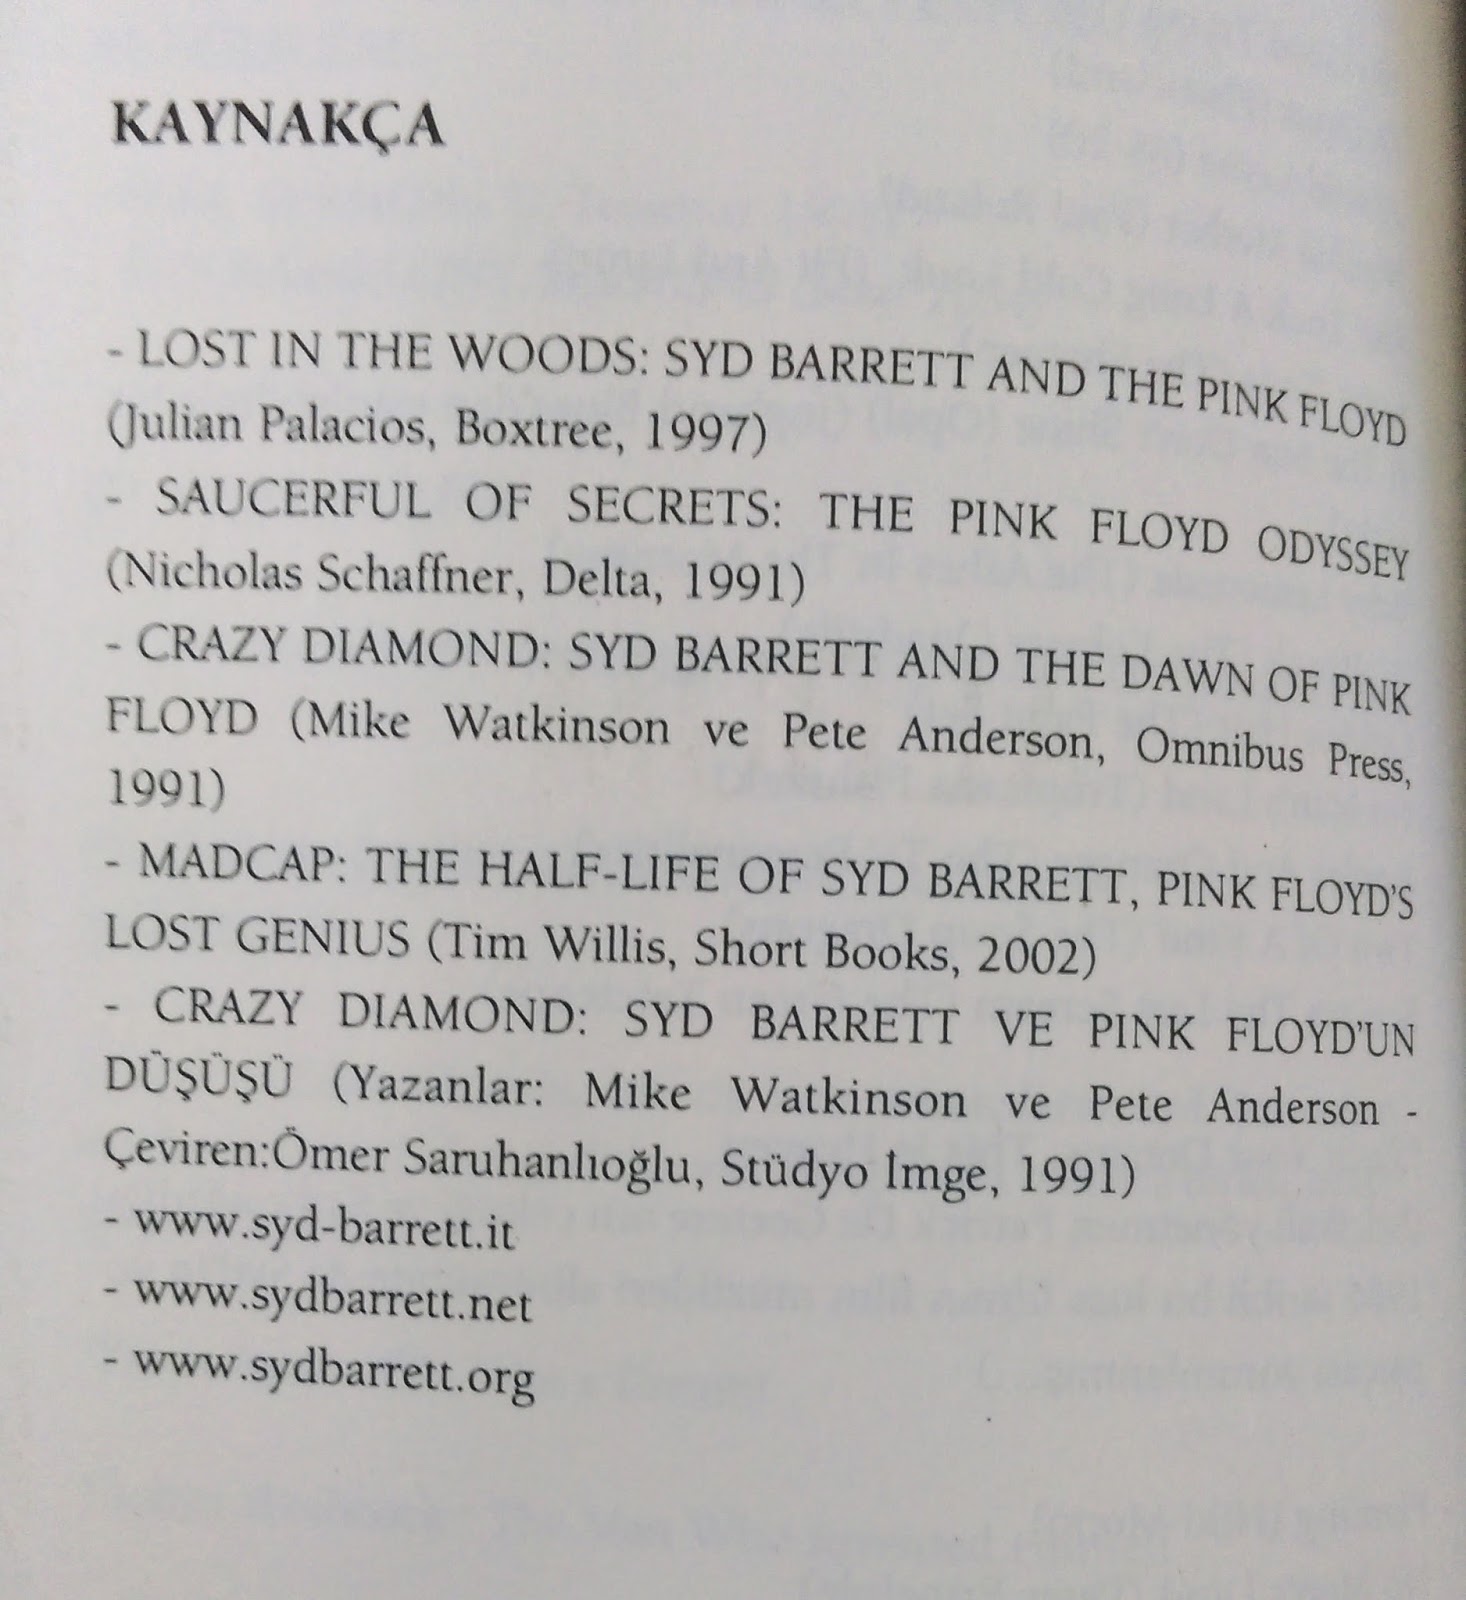 KAYNAKÇA
- LOST IN THE WOODS: SYD BARRETT AND THE PINK FLOYD
(Julian Palacios, Boxtree, 1997)
- SAUCERFUL OF SECRETS: THE PINK FLOYD ODYSSEY
(Nicholas Schaffner, Delta, 1991)
- CRAZY DIAMOND: SYD BARRETT AND THE DAWN OF PINK
FLOYD (Mike Watkinson ve Pete Anderson, Omnibus Press,
1991)
- MADCAP: THE HALF-LIFE OF SYD BARRETT, PINK FLOYD'S
LOST GENIUS (Tim Willis, Short Books, 2002)
- CRAZY DIAMOND: SYD BARRETT VE PINK FLOYD'UN
DÜŞÜŞÜ (Yazanlar: Mike Watkinson ve Pete Anderson -
Çeviren:Ömer Saruhanlıoğlu, Stüdyo İmge, 1991)
- www.syd-barrett.it
- www.sydbarrett.net
- www.sydbarrett.org